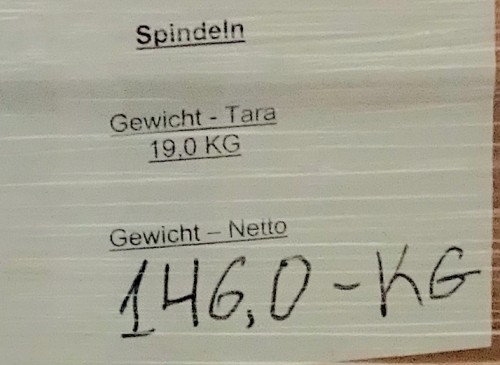 Spindeln
Gewicht - Tara
19,0 KG
Gewicht – Netto
146,0 - KG